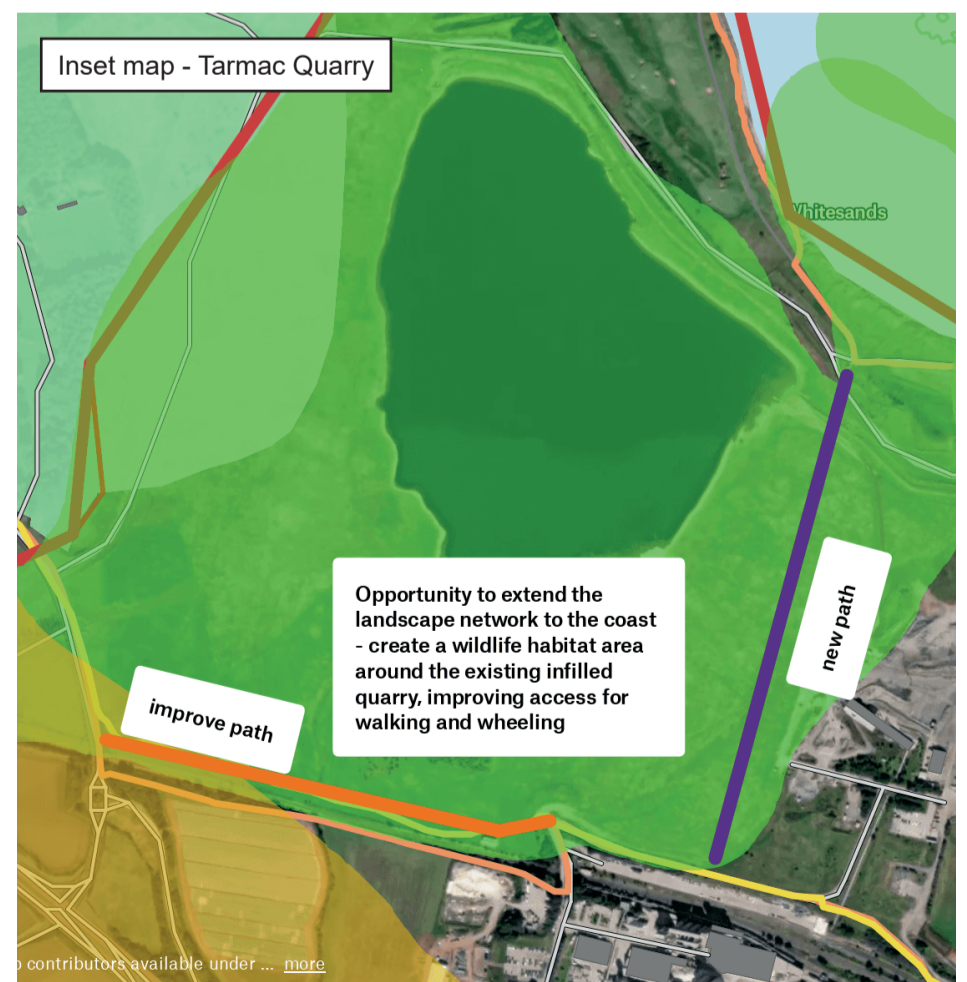 Inset map - Tarmac Quarry
Whitesands
Opportunity to extend the
landscape network to the coast
- create a wildlife habitat area
around the existing infilled
quarry, improving access for
walking and wheeling
new path
improve path
contributors available under ... more